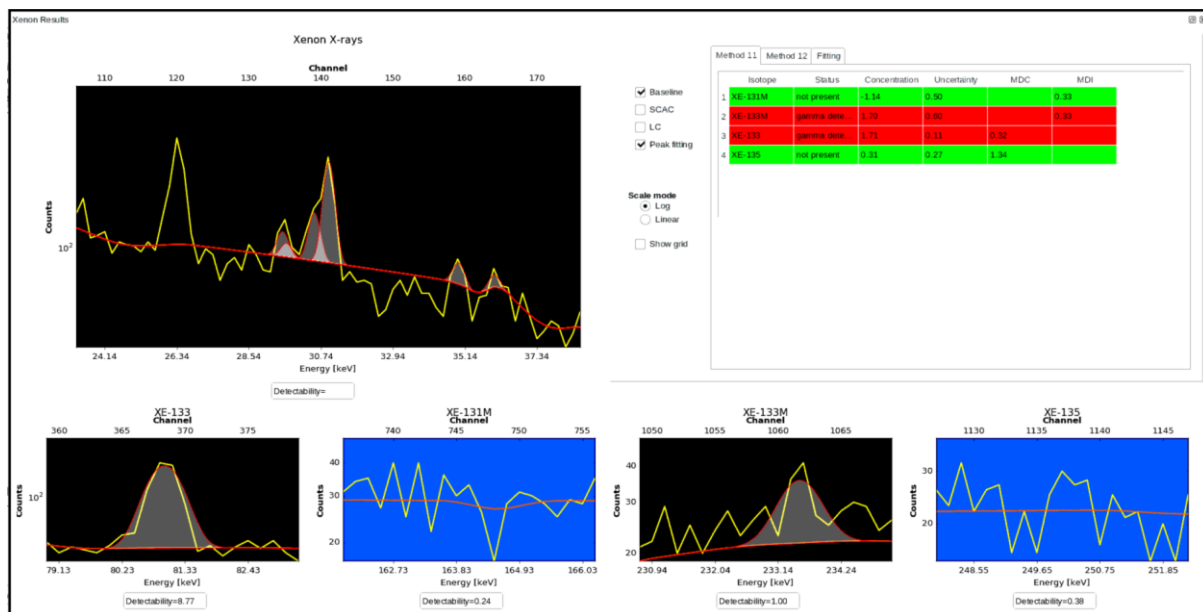 Xenon Results
Xenon X-rays
Channel
110 120 130 140 150 160 170
Counts
10²
24.14 26.34 28.54 30.74 32.94 35.14 37.34
Energy [keV]
Detectability=
Baseline
SCAC
LC
Peak fitting
Scale mode
Log
Linear
Show grid
Method 11 Method 12 Fitting
Isotope Status Concentration Uncertainty MDC MDI
1 XE-131M not present -1.14 0.50 0.33
2 XE-133M gamma dete... 1.70 0.60 0.33
3 XE-133 gamma dete... 1.71 0.11 0.32
4 XE-135 not present 0.31 0.27 1.34
XE-133
Channel
360 365 370 375
Counts
10²
79.13 80.23 81.33 82.43
Energy [keV]
Detectability=8.77
XE-131M
Channel
740 745 750 755
Counts
40
30
20
162.73 163.83 164.93 166.03
Energy [keV]
Detectability=0.24
XE-133M
Channel
1050 1055 1060 1065
Counts
40
30
20
230.94 232.04 233.14 234.24
Energy [keV]
Detectability=1.00
XE-135
Channel
1130 1135 1140 1145
Counts
30
20
248.55 249.65 250.75 251.85
Energy [keV]
Detectability=0.38